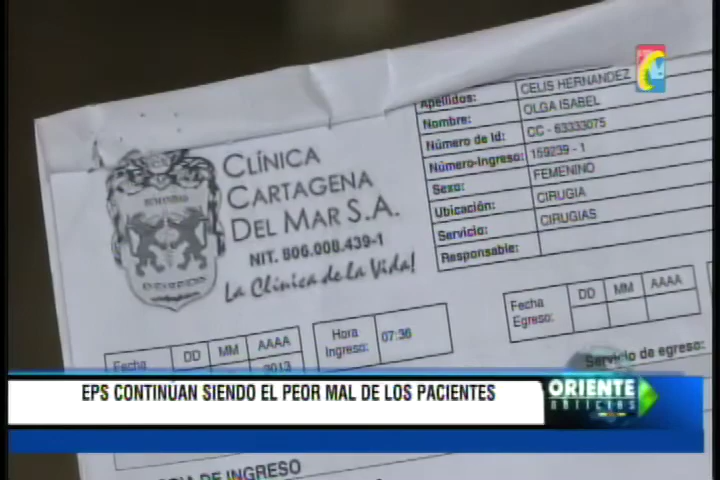 Apellidos: CELIS HERNANDEZ
Nombre: OLGA ISABEL
Número de Id: CC - 63333075
Número-Ingreso: 159239 - 1
Sexo: FEMENINO
Ubicación: CIRUGIA
Servicio: CIRUGIAS
Responsable:
CLÍNICA
CARTAGENA
DEL MAR S.A.
NIT. 806.008.439-1
La Clínica de la Vida!
Fecha DD MM AAAA
2013
Hora Ingreso: 07:36
Fecha Egreso: DD MM AAAA
Servicio de egreso:
EPS CONTINÚAN SIENDO EL PEOR MAL DE LOS PACIENTES
ORIENTE
NOTICIAS
DE INGRESO